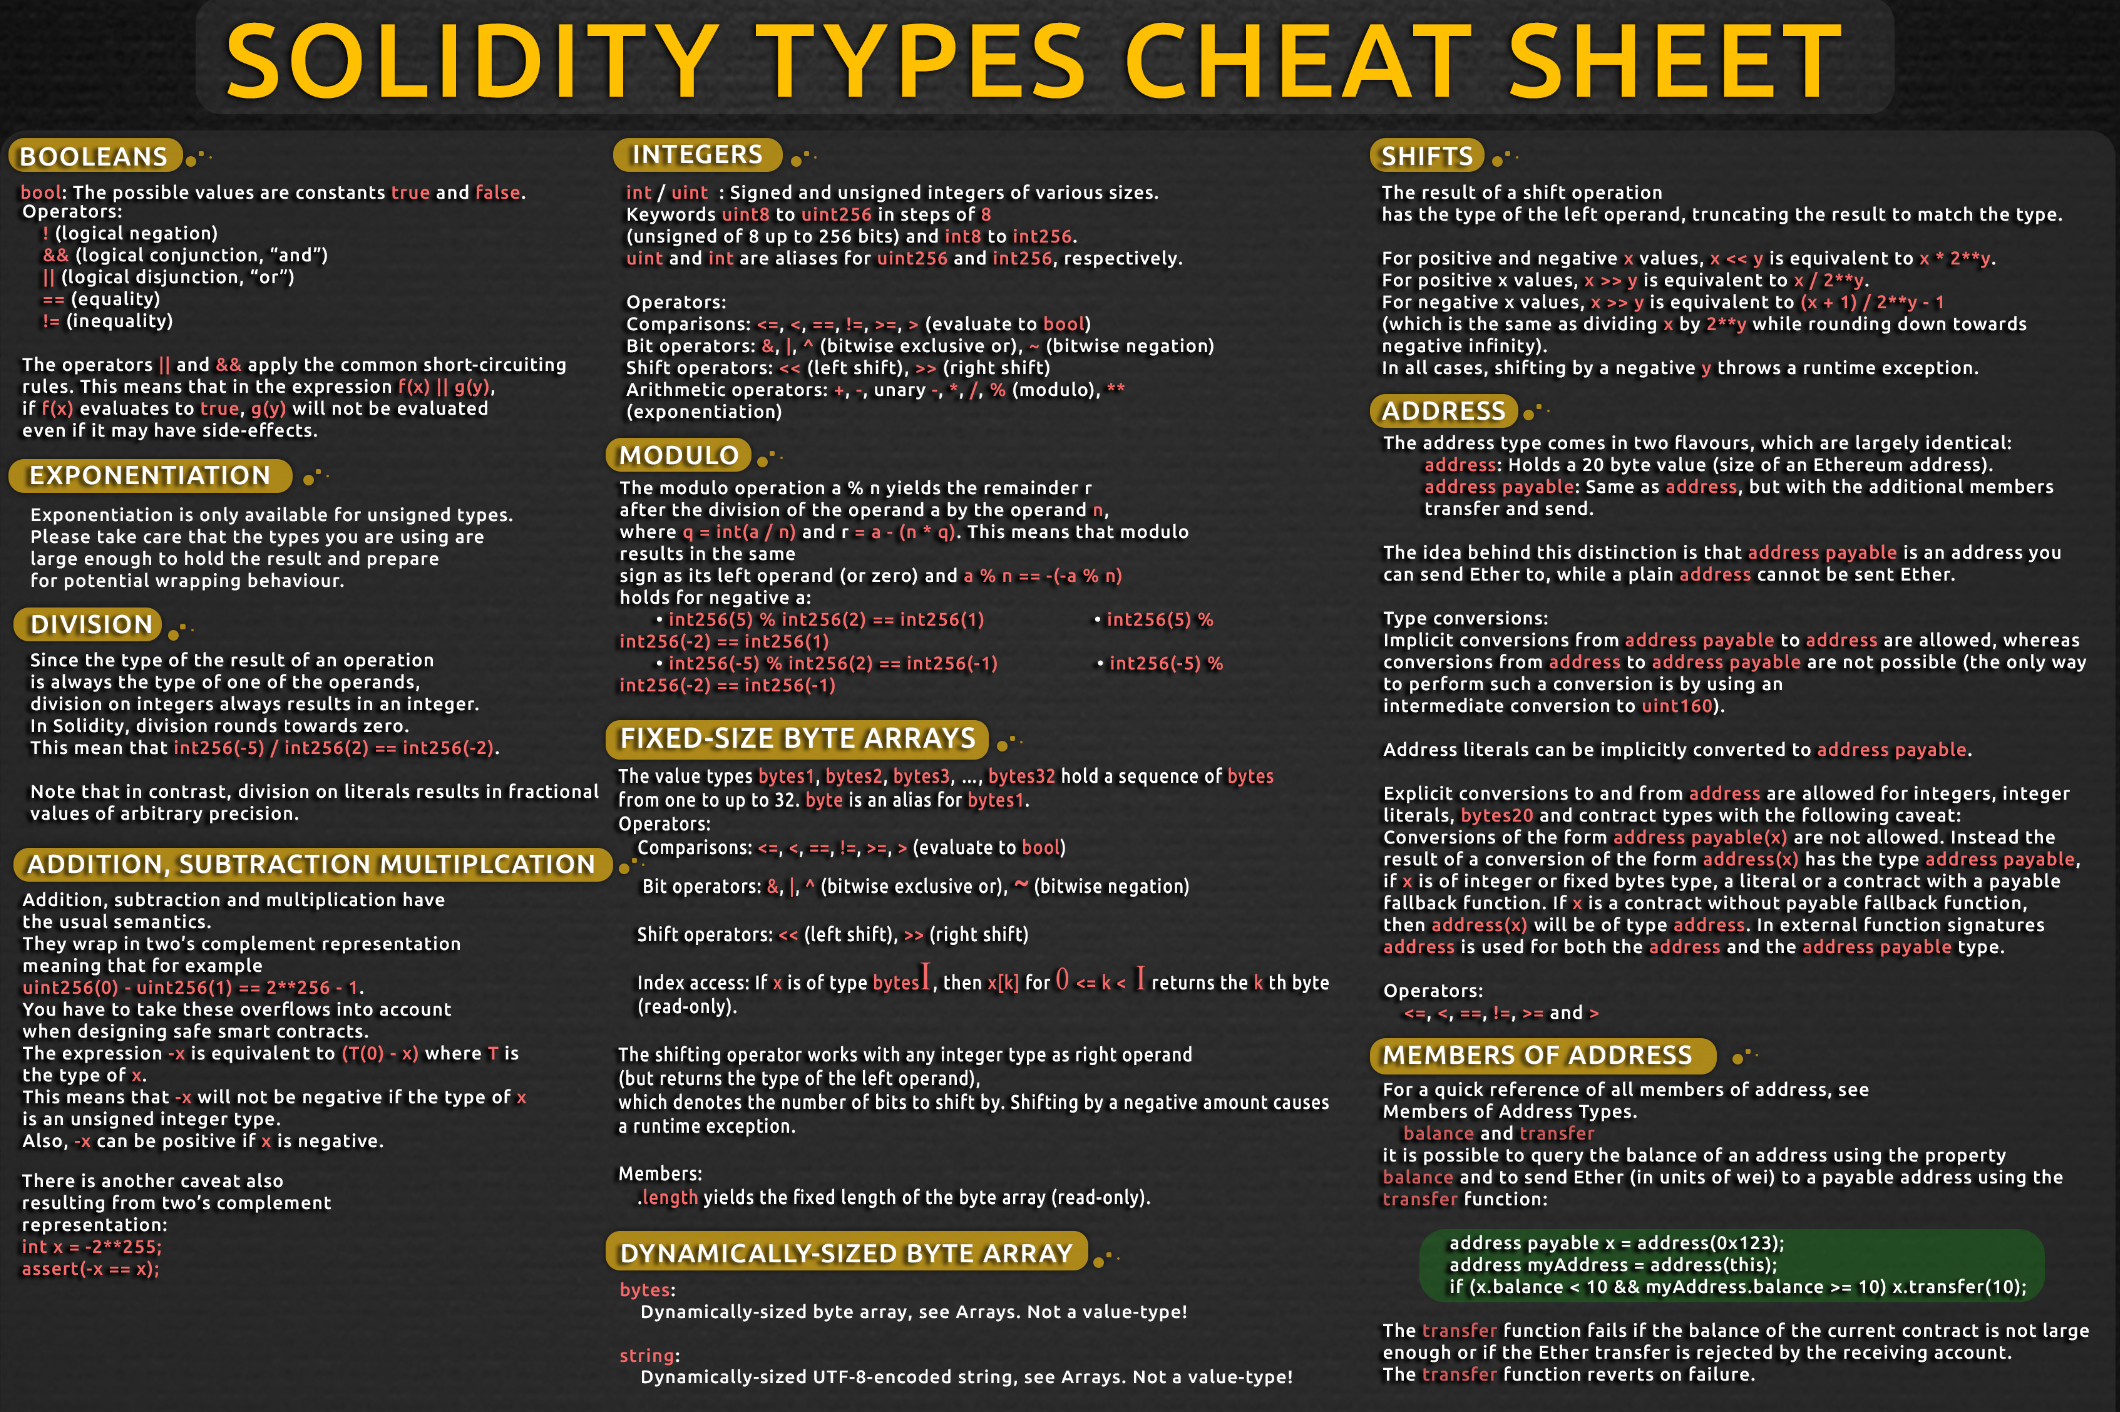 SOLIDITY TYPES CHEAT SHEET
BOOLEANS
bool: The possible values are constants true and false.
Operators:
! (logical negation)
&& (logical conjunction, “and”)
|| (logical disjunction, “or”)
== (equality)
!= (inequality)
The operators || and && apply the common short-circuiting
rules. This means that in the expression f(x) || g(y),
if f(x) evaluates to true, g(y) will not be evaluated
even if it may have side-effects.
EXPONENTIATION
Exponentiation is only available for unsigned types.
Please take care that the types you are using are
large enough to hold the result and prepare
for potential wrapping behaviour.
DIVISION
Since the type of the result of an operation
is always the type of one of the operands,
division on integers always results in an integer.
In Solidity, division rounds towards zero.
This mean that int256(-5) / int256(2) == int256(-2).
Note that in contrast, division on literals results in fractional
values of arbitrary precision.
ADDITION, SUBTRACTION MULTIPLCATION
Addition, subtraction and multiplication have
the usual semantics.
They wrap in two’s complement representation
meaning that for example
uint256(0) - uint256(1) == 2**256 - 1.
You have to take these overflows into account
when designing safe smart contracts.
The expression -x is equivalent to (T(0) - x) where T is
the type of x.
This means that -x will not be negative if the type of x
is an unsigned integer type.
Also, -x can be positive if x is negative.
There is another caveat also
resulting from two’s complement
representation:
int x = -2**255;
assert(-x == x);
INTEGERS
int / uint : Signed and unsigned integers of various sizes.
Keywords uint8 to uint256 in steps of 8
(unsigned of 8 up to 256 bits) and int8 to int256.
uint and int are aliases for uint256 and int256, respectively.
Operators:
Comparisons: <=, <, ==, !=, >=, > (evaluate to bool)
Bit operators: &, |, ^ (bitwise exclusive or), ~ (bitwise negation)
Shift operators: << (left shift), >> (right shift)
Arithmetic operators: +, -, unary -, *, /, % (modulo), **
(exponentiation)
MODULO
The modulo operation a % n yields the remainder r
after the division of the operand a by the operand n,
where q = int(a / n) and r = a - (n * q). This means that modulo
results in the same
sign as its left operand (or zero) and a % n == -(-a % n)
holds for negative a:
• int256(5) % int256(2) == int256(1) • int256(5) %
int256(-2) == int256(1)
• int256(-5) % int256(2) == int256(-1) • int256(-5) %
int256(-2) == int256(-1)
FIXED-SIZE BYTE ARRAYS
The value types bytes1, bytes2, bytes3, ..., bytes32 hold a sequence of bytes
from one to up to 32. byte is an alias for bytes1.
Operators:
Comparisons: <=, <, ==, !=, >=, > (evaluate to bool)
Bit operators: &, |, ^ (bitwise exclusive or), ~ (bitwise negation)
Shift operators: << (left shift), >> (right shift)
Index access: If x is of type bytesI, then x[k] for 0 <= k < I returns the k th byte
(read-only).
The shifting operator works with any integer type as right operand
(but returns the type of the left operand),
which denotes the number of bits to shift by. Shifting by a negative amount causes
a runtime exception.
Members:
.length yields the fixed length of the byte array (read-only).
DYNAMICALLY-SIZED BYTE ARRAY
bytes:
Dynamically-sized byte array, see Arrays. Not a value-type!
string:
Dynamically-sized UTF-8-encoded string, see Arrays. Not a value-type!
SHIFTS
The result of a shift operation
has the type of the left operand, truncating the result to match the type.
For positive and negative x values, x << y is equivalent to x * 2**y.
For positive x values, x >> y is equivalent to x / 2**y.
For negative x values, x >> y is equivalent to (x + 1) / 2**y - 1
(which is the same as dividing x by 2**y while rounding down towards
negative infinity).
In all cases, shifting by a negative y throws a runtime exception.
ADDRESS
The address type comes in two flavours, which are largely identical:
address: Holds a 20 byte value (size of an Ethereum address).
address payable: Same as address, but with the additional members
transfer and send.
The idea behind this distinction is that address payable is an address you
can send Ether to, while a plain address cannot be sent Ether.
Type conversions:
Implicit conversions from address payable to address are allowed, whereas
conversions from address to address payable are not possible (the only way
to perform such a conversion is by using an
intermediate conversion to uint160).
Address literals can be implicitly converted to address payable.
Explicit conversions to and from address are allowed for integers, integer
literals, bytes20 and contract types with the following caveat:
Conversions of the form address payable(x) are not allowed. Instead the
result of a conversion of the form address(x) has the type address payable,
if x is of integer or fixed bytes type, a literal or a contract with a payable
fallback function. If x is a contract without payable fallback function,
then address(x) will be of type address. In external function signatures
address is used for both the address and the address payable type.
Operators:
<=, <, ==, !=, >= and >
MEMBERS OF ADDRESS
For a quick reference of all members of address, see
Members of Address Types.
balance and transfer
it is possible to query the balance of an address using the property
balance and to send Ether (in units of wei) to a payable address using the
transfer function:
address payable x = address(0x123);
address myAddress = address(this);
if (x.balance < 10 && myAddress.balance >= 10) x.transfer(10);
The transfer function fails if the balance of the current contract is not large
enough or if the Ether transfer is rejected by the receiving account.
The transfer function reverts on failure.